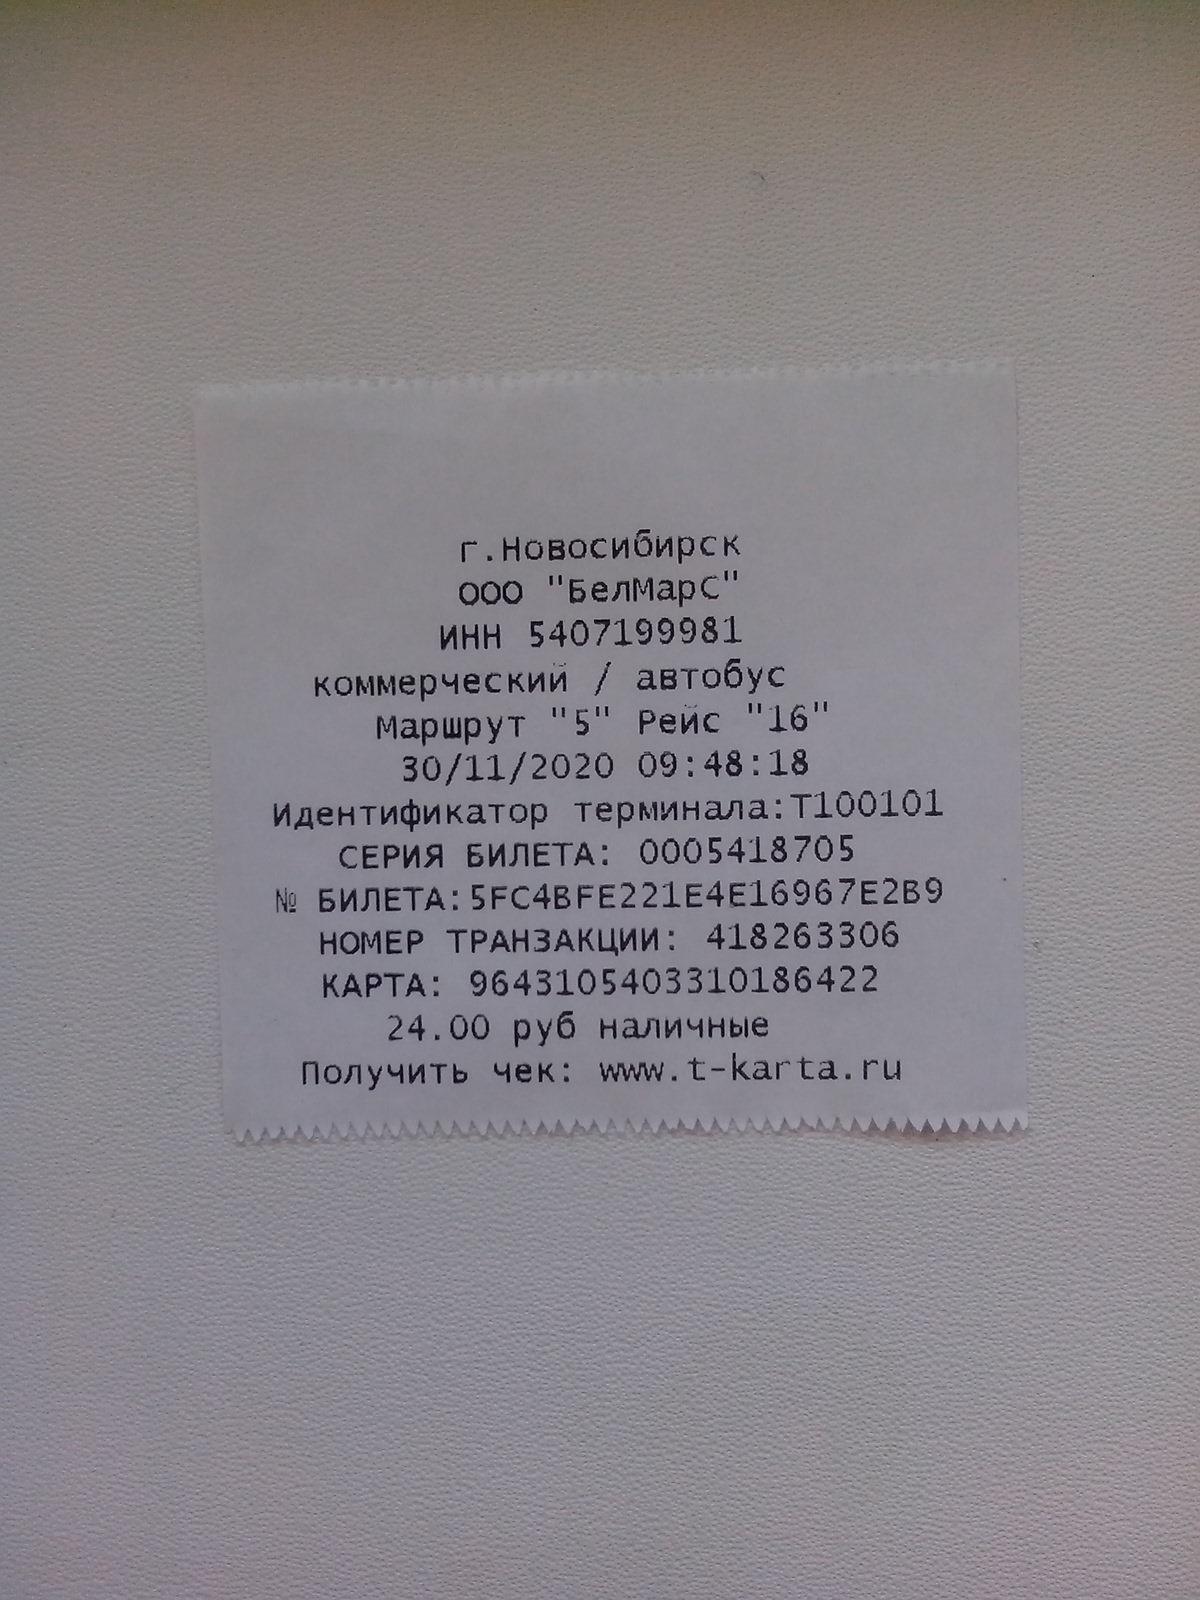 г.Новосибирск
ООО "БелМарС"
ИНН 5407199981
коммерческий / автобус
Маршрут "5" Рейс "16"
30/11/2020 09:48:18
Идентификатор терминала:Т100101
СЕРИЯ БИЛЕТА: 0005418705
№ БИЛЕТА:5FC4BFE221E4E16967E2B9
НОМЕР ТРАНЗАКЦИИ: 418263306
КАРТА: 9643105403310186422
24.00 руб наличные
Получить чек: www.t-karta.ru